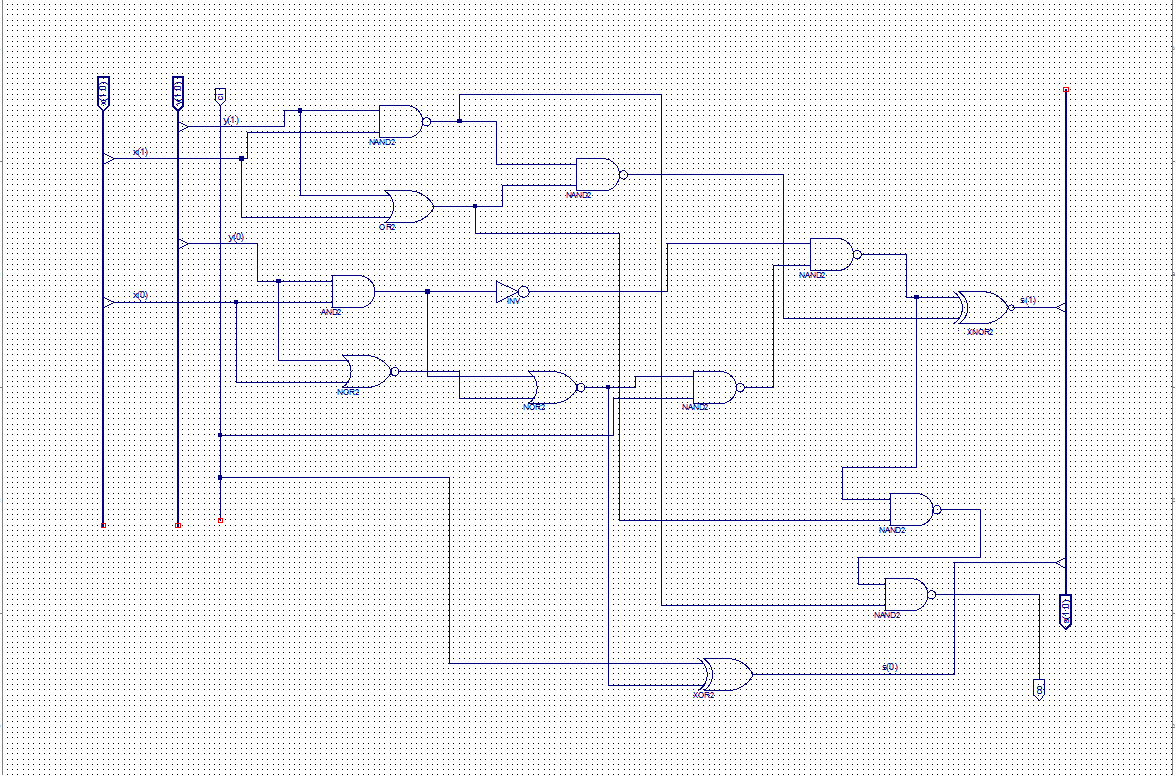 x(1:0)
y(1:0)
ci
y(1)
NAND2
x(1)
NAND2
OR2
y(0)
NAND2
x(0)
INV
s(1)
AND2
XNOR2
NOR2
NOR2
NAND2
NAND2
s(1:0)
NAND2
s(0)
XOR2